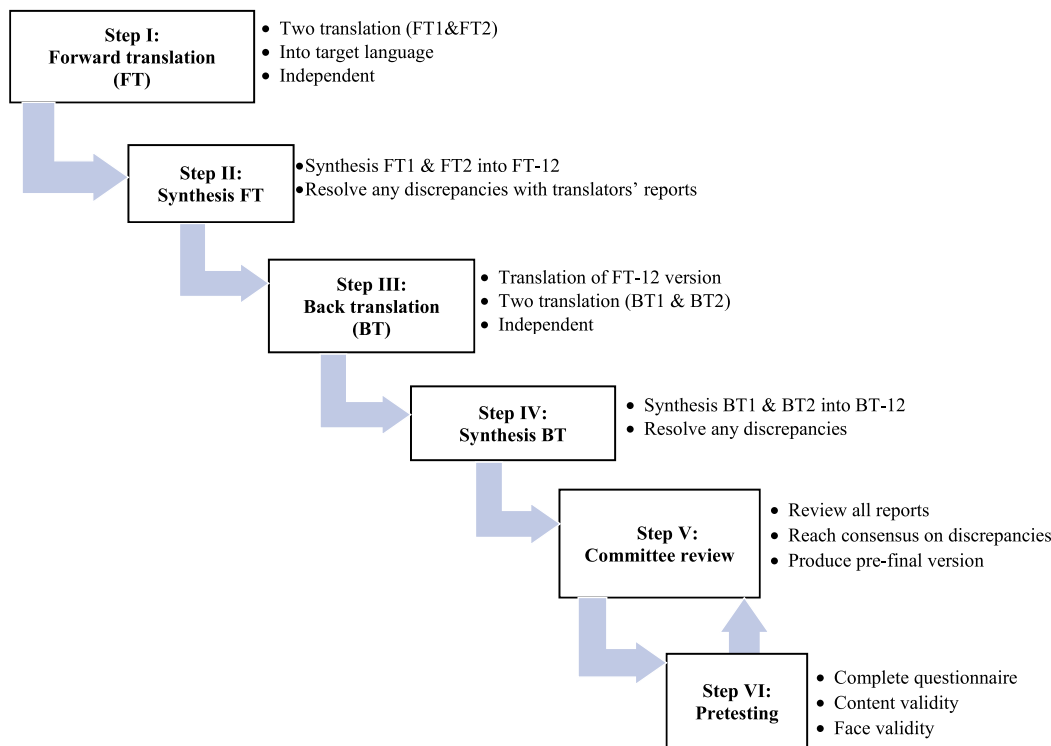 Step I:
Forward translation
(FT)
• Two translation (FT1&FT2)
• Into target language
• Independent
Step II:
Synthesis FT
•Synthesis FT1 & FT2 into FT-12
•Resolve any discrepancies with translators’ reports
Step III:
Back translation
(BT)
• Translation of FT-12 version
• Two translation (BT1 & BT2)
• Independent
Step IV:
Synthesis BT
• Synthesis BT1 & BT2 into BT-12
• Resolve any discrepancies
Step V:
Committee review
• Review all reports
• Reach consensus on discrepancies
• Produce pre-final version
Step VI:
Pretesting
• Complete questionnaire
• Content validity
• Face validity